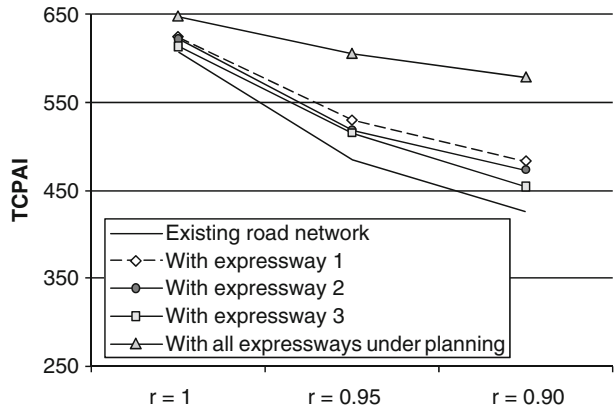 650
550
450
350
250
TCPAI
Existing road network
With expressway 1
With expressway 2
With expressway 3
With all expressways under planning
r = 1
r = 0.95
r = 0.90